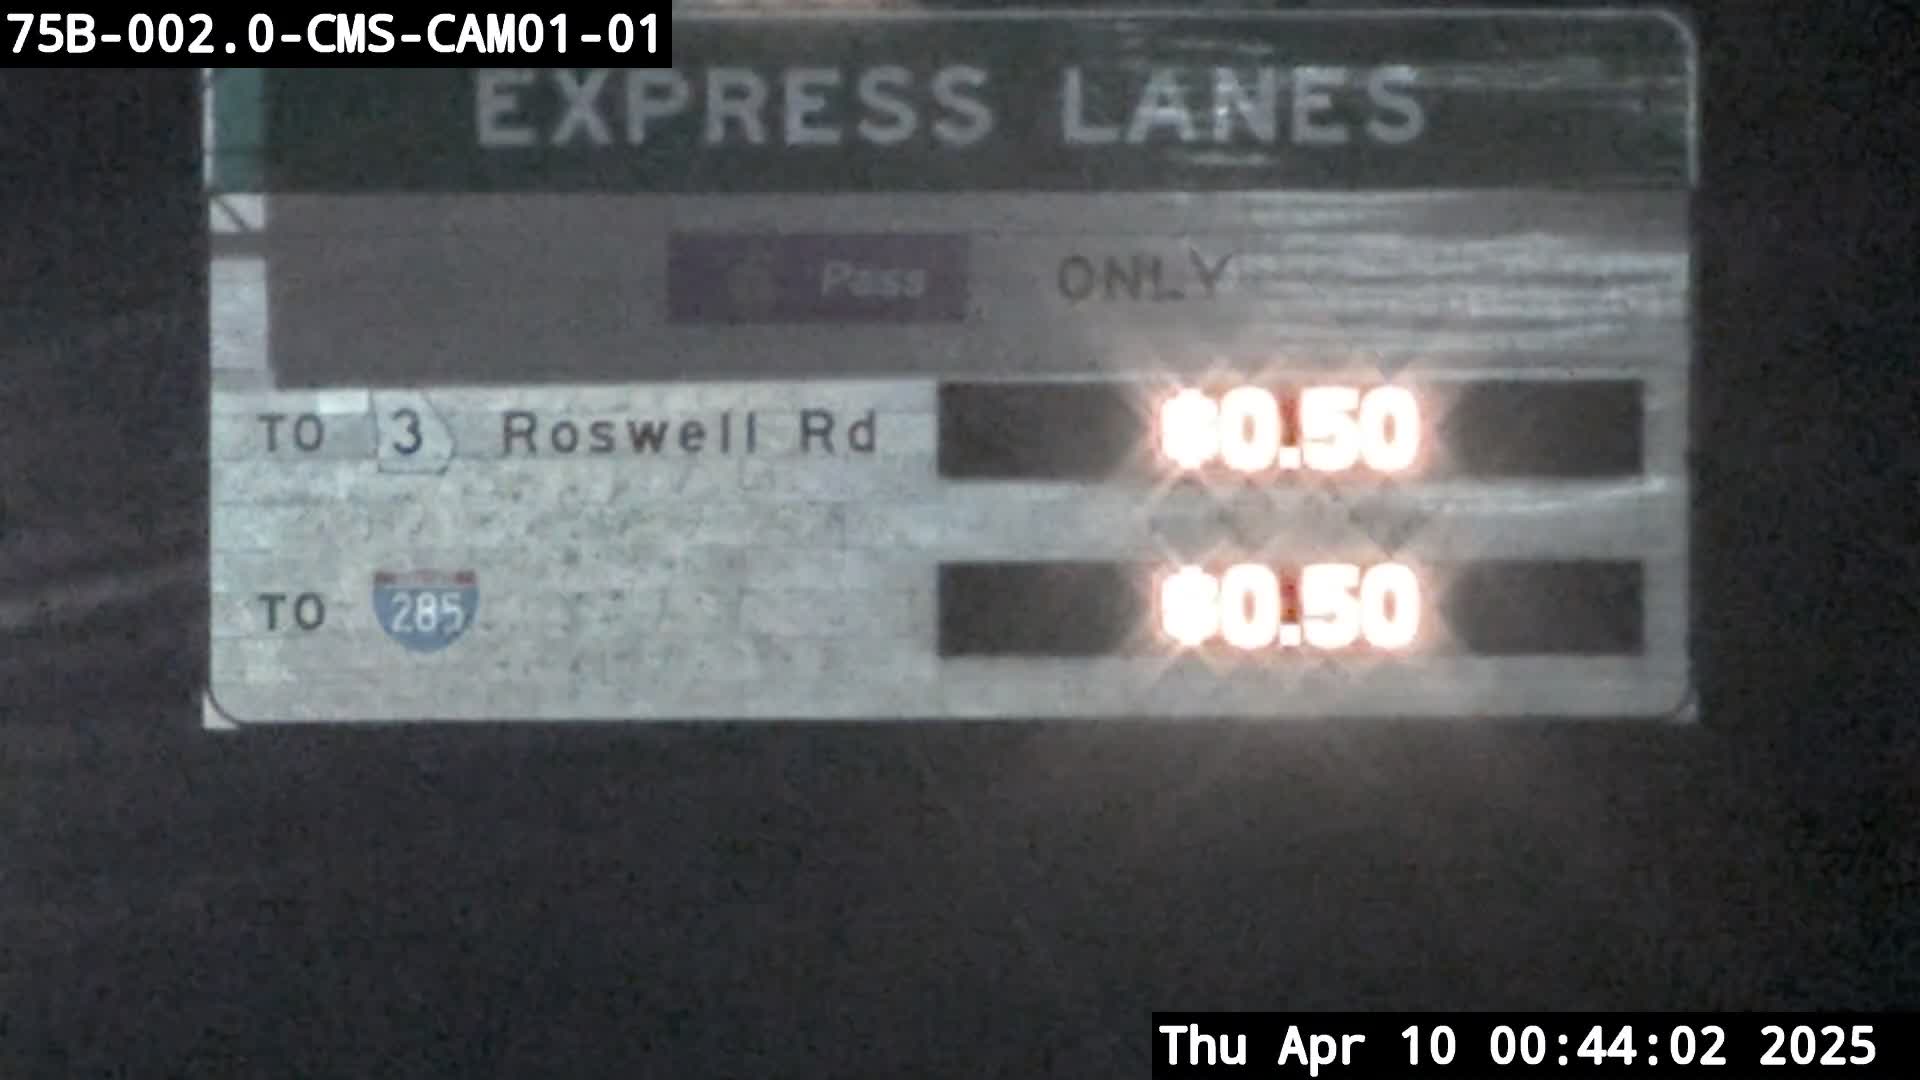 75B-002.0-CMS-CAM01-01
EXPRESS LANES
Pass ONLY
TO 3 Roswell Rd $0.50
TO 285 $0.50
Thu Apr 10 00:44:02 2025